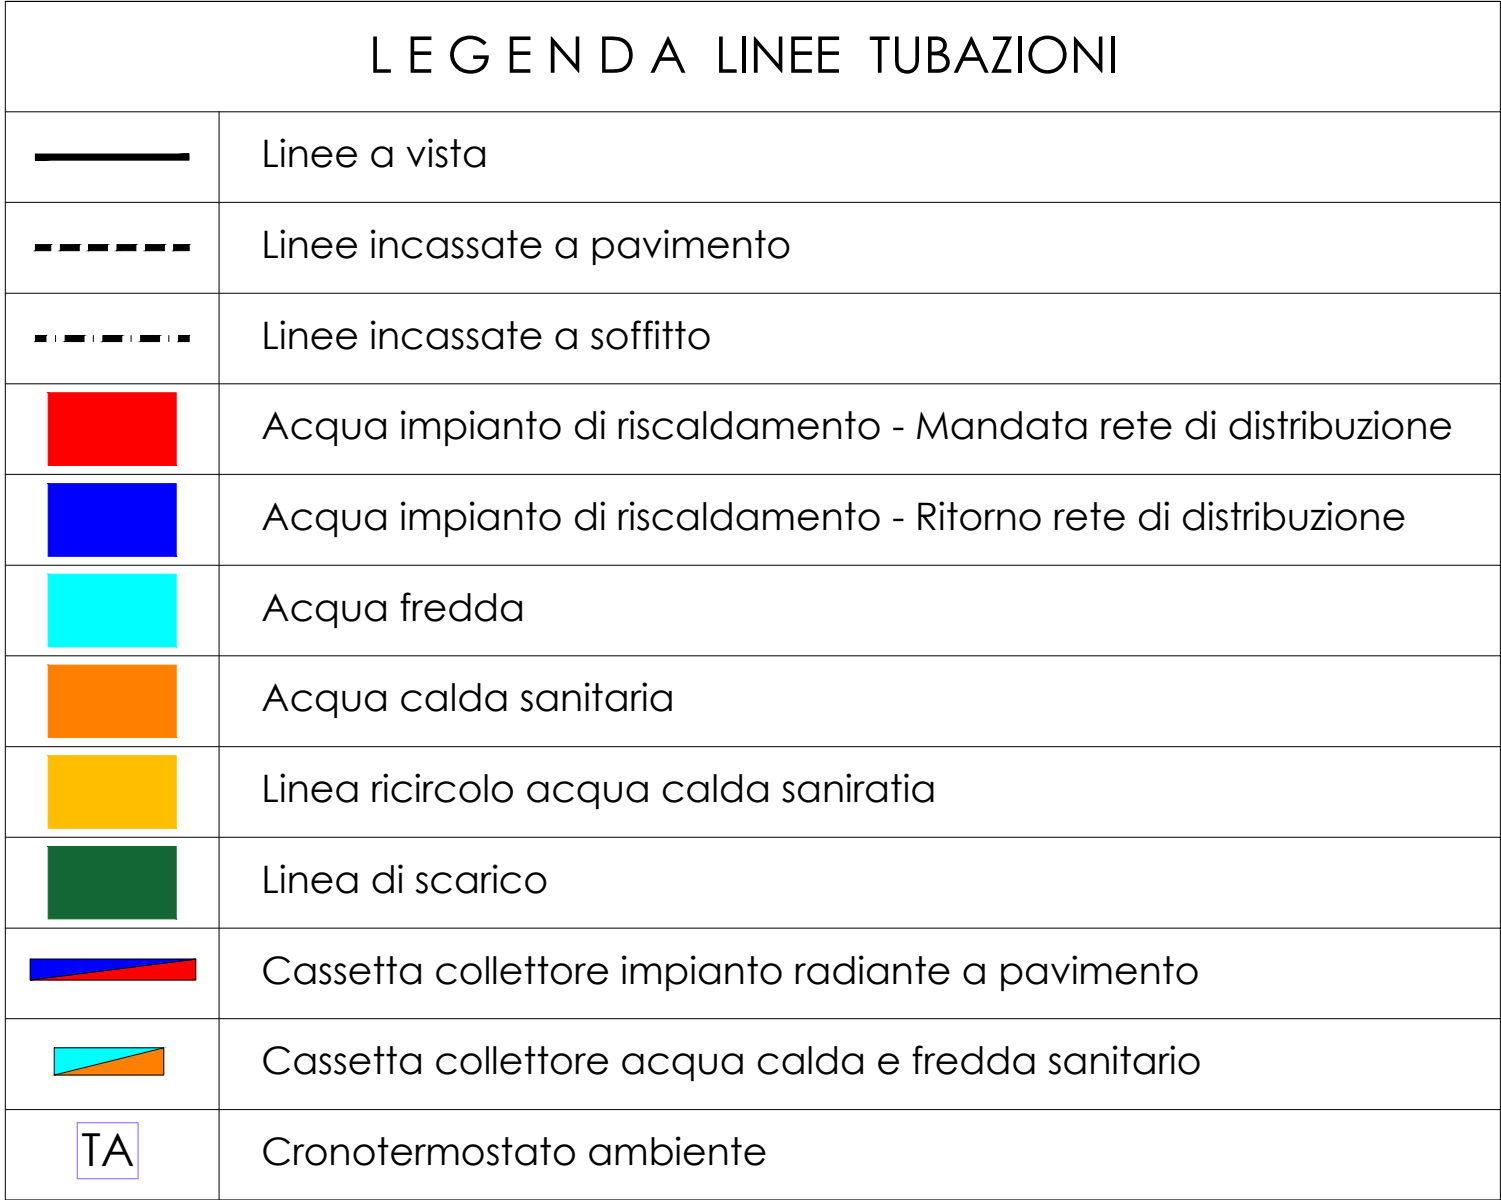 L E G E N D A LINEE TUBAZIONI
Linee a vista
Linee incassate a pavimento
Linee incassate a soffitto
Acqua impianto di riscaldamento - Mandata rete di distribuzione
Acqua impianto di riscaldamento - Ritorno rete di distribuzione
Acqua fredda
Acqua calda sanitaria
Linea ricircolo acqua calda saniratia
Linea di scarico
Cassetta collettore impianto radiante a pavimento
Cassetta collettore acqua calda e fredda sanitario
TA Cronotermostato ambiente